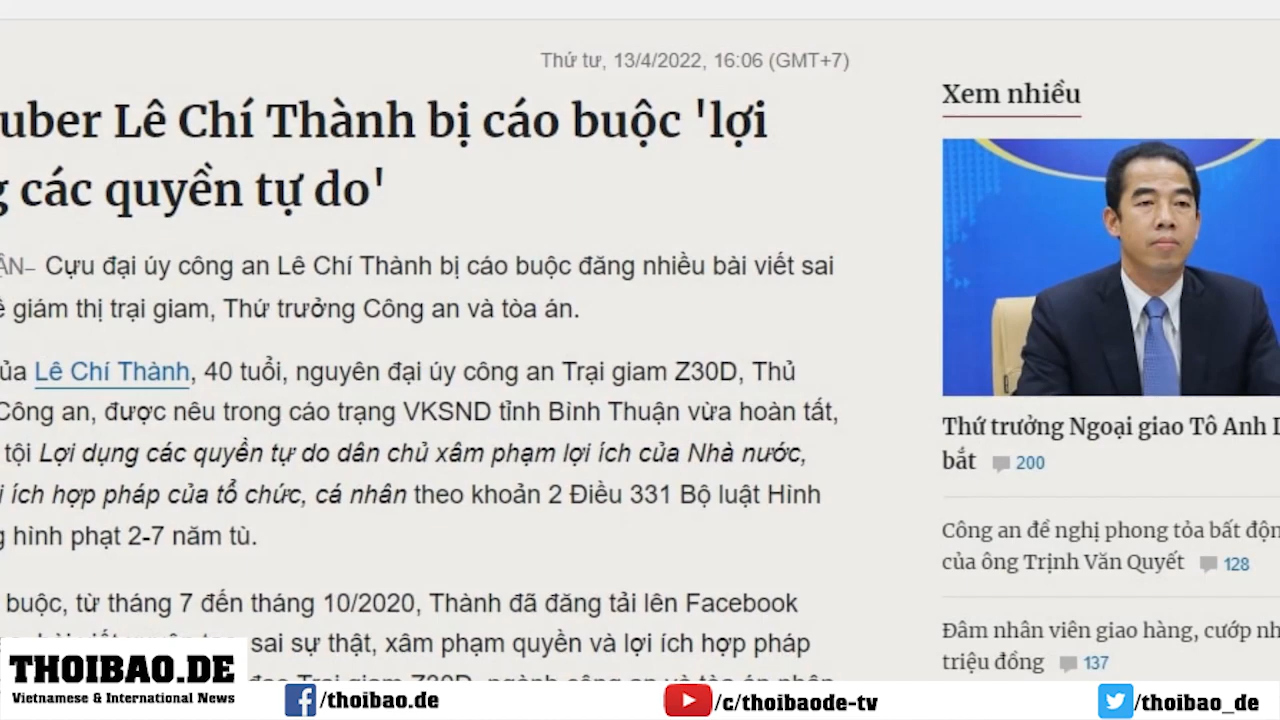 Thứ tư, 13/4/2022, 16:06 (GMT+7)
uber Lê Chí Thành bị cáo buộc 'lợi
g các quyền tự do'
ẬN– Cựu đại úy công an Lê Chí Thành bị cáo buộc đăng nhiều bài viết sai
ề giám thị trại giam, Thứ trưởng Công an và tòa án.
ủa Lê Chí Thành, 40 tuổi, nguyên đại úy công an Trại giam Z30D, Thủ
Công an, được nêu trong cáo trạng VKSND tỉnh Bình Thuận vừa hoàn tất,
tội Lợi dụng các quyền tự do dân chủ xâm phạm lợi ích của Nhà nước,
i ích hợp pháp của tổ chức, cá nhân theo khoản 2 Điều 331 Bộ luật Hình
g hình phạt 2-7 năm tù.
buộc, từ tháng 7 đến tháng 10/2020, Thành đã đăng tải lên Facebook
sai sự thật, xâm phạm quyền và lợi ích hợp pháp
Xem nhiều
Thứ trưởng Ngoại giao Tô Anh
bắt 200
Công an đề nghị phong tỏa bất độn
của ông Trịnh Văn Quyết 128
Đâm nhân viên giao hàng, cướp nh
triệu đồng 137
THOIBAO.DE
Vietnamese & International News
/thoibao.de
/c/thoibaode-tv
/thoibao_de